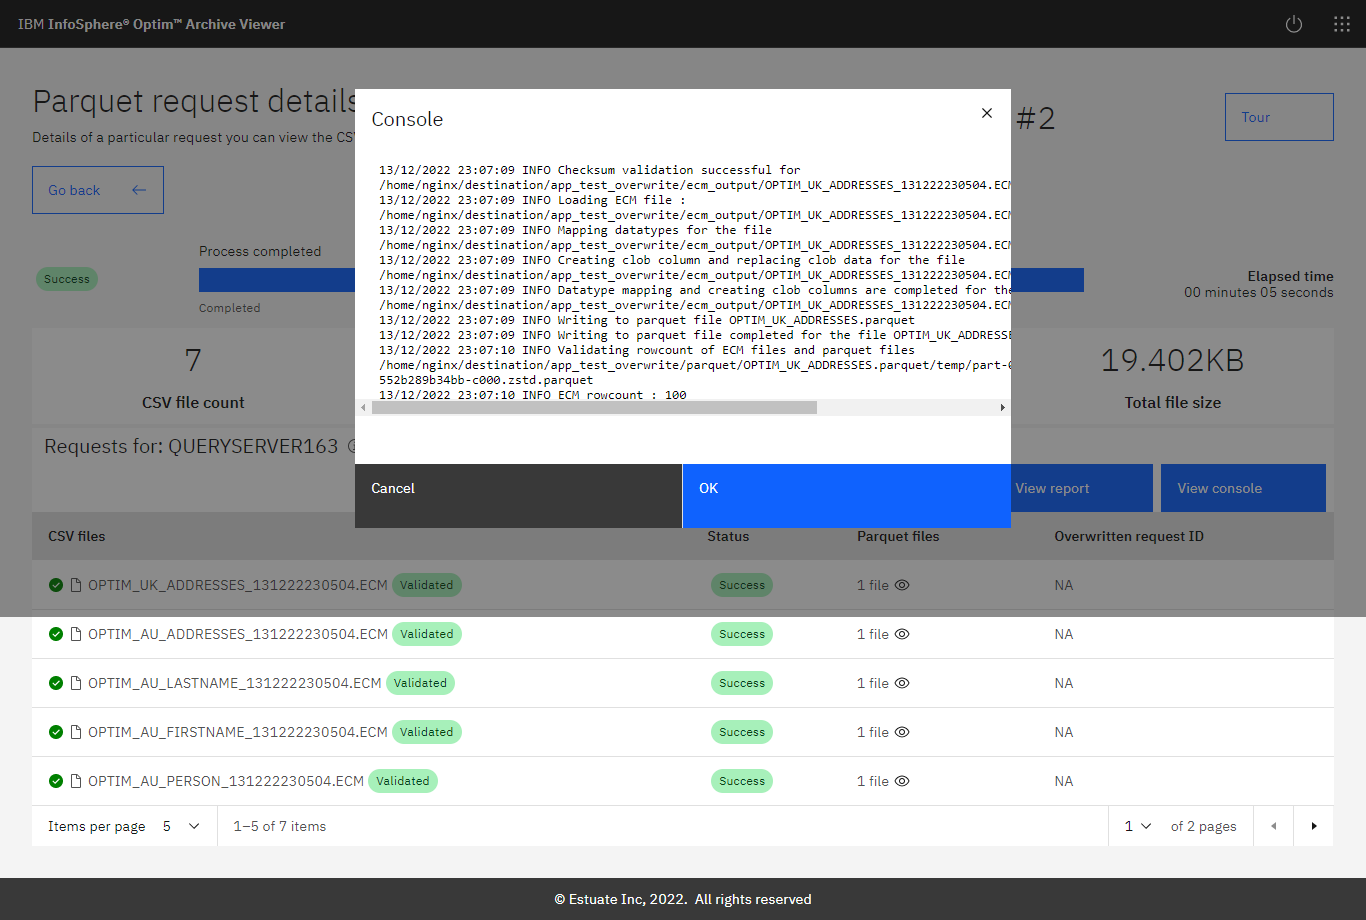 IBM InfoSphere® Optim™ Archive Viewer
Parquet request details
#2
Tour
Details of a particular request you can view the CS
Go back
Process completed
Success
Completed
Elapsed time
00 minutes 05 seconds
7
CSV file count
19.402KB
Total file size
Requests for: QUERYSERVER163
View report
View console
Console
13/12/2022 23:07:09 INFO Checksum validation successful for
/home/nginx/destination/app_test_overwrite/ecm_output/OPTIM_UK_ADDRESSES_131222230504.ECM
13/12/2022 23:07:09 INFO Loading ECM file :
/home/nginx/destination/app_test_overwrite/ecm_output/OPTIM_UK_ADDRESSES_131222230504.ECM
13/12/2022 23:07:09 INFO Mapping datatypes for the file
/home/nginx/destination/app_test_overwrite/ecm_output/OPTIM_UK_ADDRESSES_131222230504.ECM
13/12/2022 23:07:09 INFO Creating clob column and replacing clob data for the file
/home/nginx/destination/app_test_overwrite/ecm_output/OPTIM_UK_ADDRESSES_131222230504.ECM
13/12/2022 23:07:09 INFO Datatype mapping and creating clob columns are completed for the
/home/nginx/destination/app_test_overwrite/ecm_output/OPTIM_UK_ADDRESSES_131222230504.ECM
13/12/2022 23:07:09 INFO Writing to parquet file OPTIM_UK_ADDRESSES.parquet
13/12/2022 23:07:09 INFO Writing to parquet file completed for the file OPTIM_UK_ADDRESSE
13/12/2022 23:07:10 INFO Validating rowcount of ECM files and parquet files
/home/nginx/destination/app_test_overwrite/parquet/OPTIM_UK_ADDRESSES.parquet/temp/part-0
552b289b34bb-c000.zstd.parquet
13/12/2022 23:07:10 INFO ECM rowcount : 100
Cancel
OK
CSV files Status Parquet files Overwritten request ID
OPTIM_UK_ADDRESSES_131222230504.ECM Validated Success 1 file NA
OPTIM_AU_ADDRESSES_131222230504.ECM Validated Success 1 file NA
OPTIM_AU_LASTNAME_131222230504.ECM Validated Success 1 file NA
OPTIM_AU_FIRSTNAME_131222230504.ECM Validated Success 1 file NA
OPTIM_AU_PERSON_131222230504.ECM Validated Success 1 file NA
Items per page 5 1–5 of 7 items 1 of 2 pages
© Estuate Inc, 2022. All rights reserved